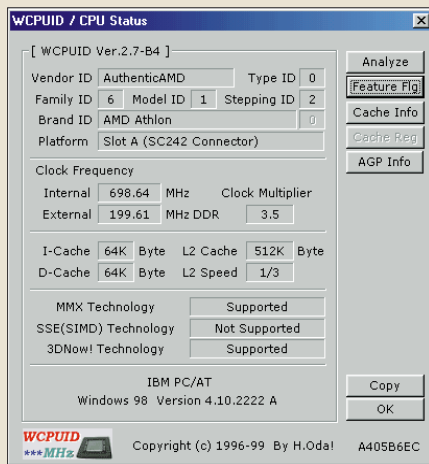 WCPUID / CPU Status
[ WCPUID Ver.2.7-B4 ]
Vendor ID AuthenticAMD Type ID 0
Family ID 6 Model ID 1 Stepping ID 2
Brand ID AMD Athlon 0
Platform Slot A (SC242 Connector)
Clock Frequency
Internal 698.64 MHz Clock Multiplier
External 199.61 MHz DDR 3.5
I-Cache 64K Byte L2 Cache 512K Byte
D-Cache 64K Byte L2 Speed 1/3
MMX Technology Supported
SSE(SIMD) Technology Not Supported
3DNow! Technology Supported
IBM PC/AT
Windows 98 Version 4.10.2222 A
Analyze
Feature Flg
Cache Info
Cache Reg
AGP Info
Copy
OK
WCPUID
***MHz
Copyright (c) 1996-99 By H.Oda!
A405B6EC